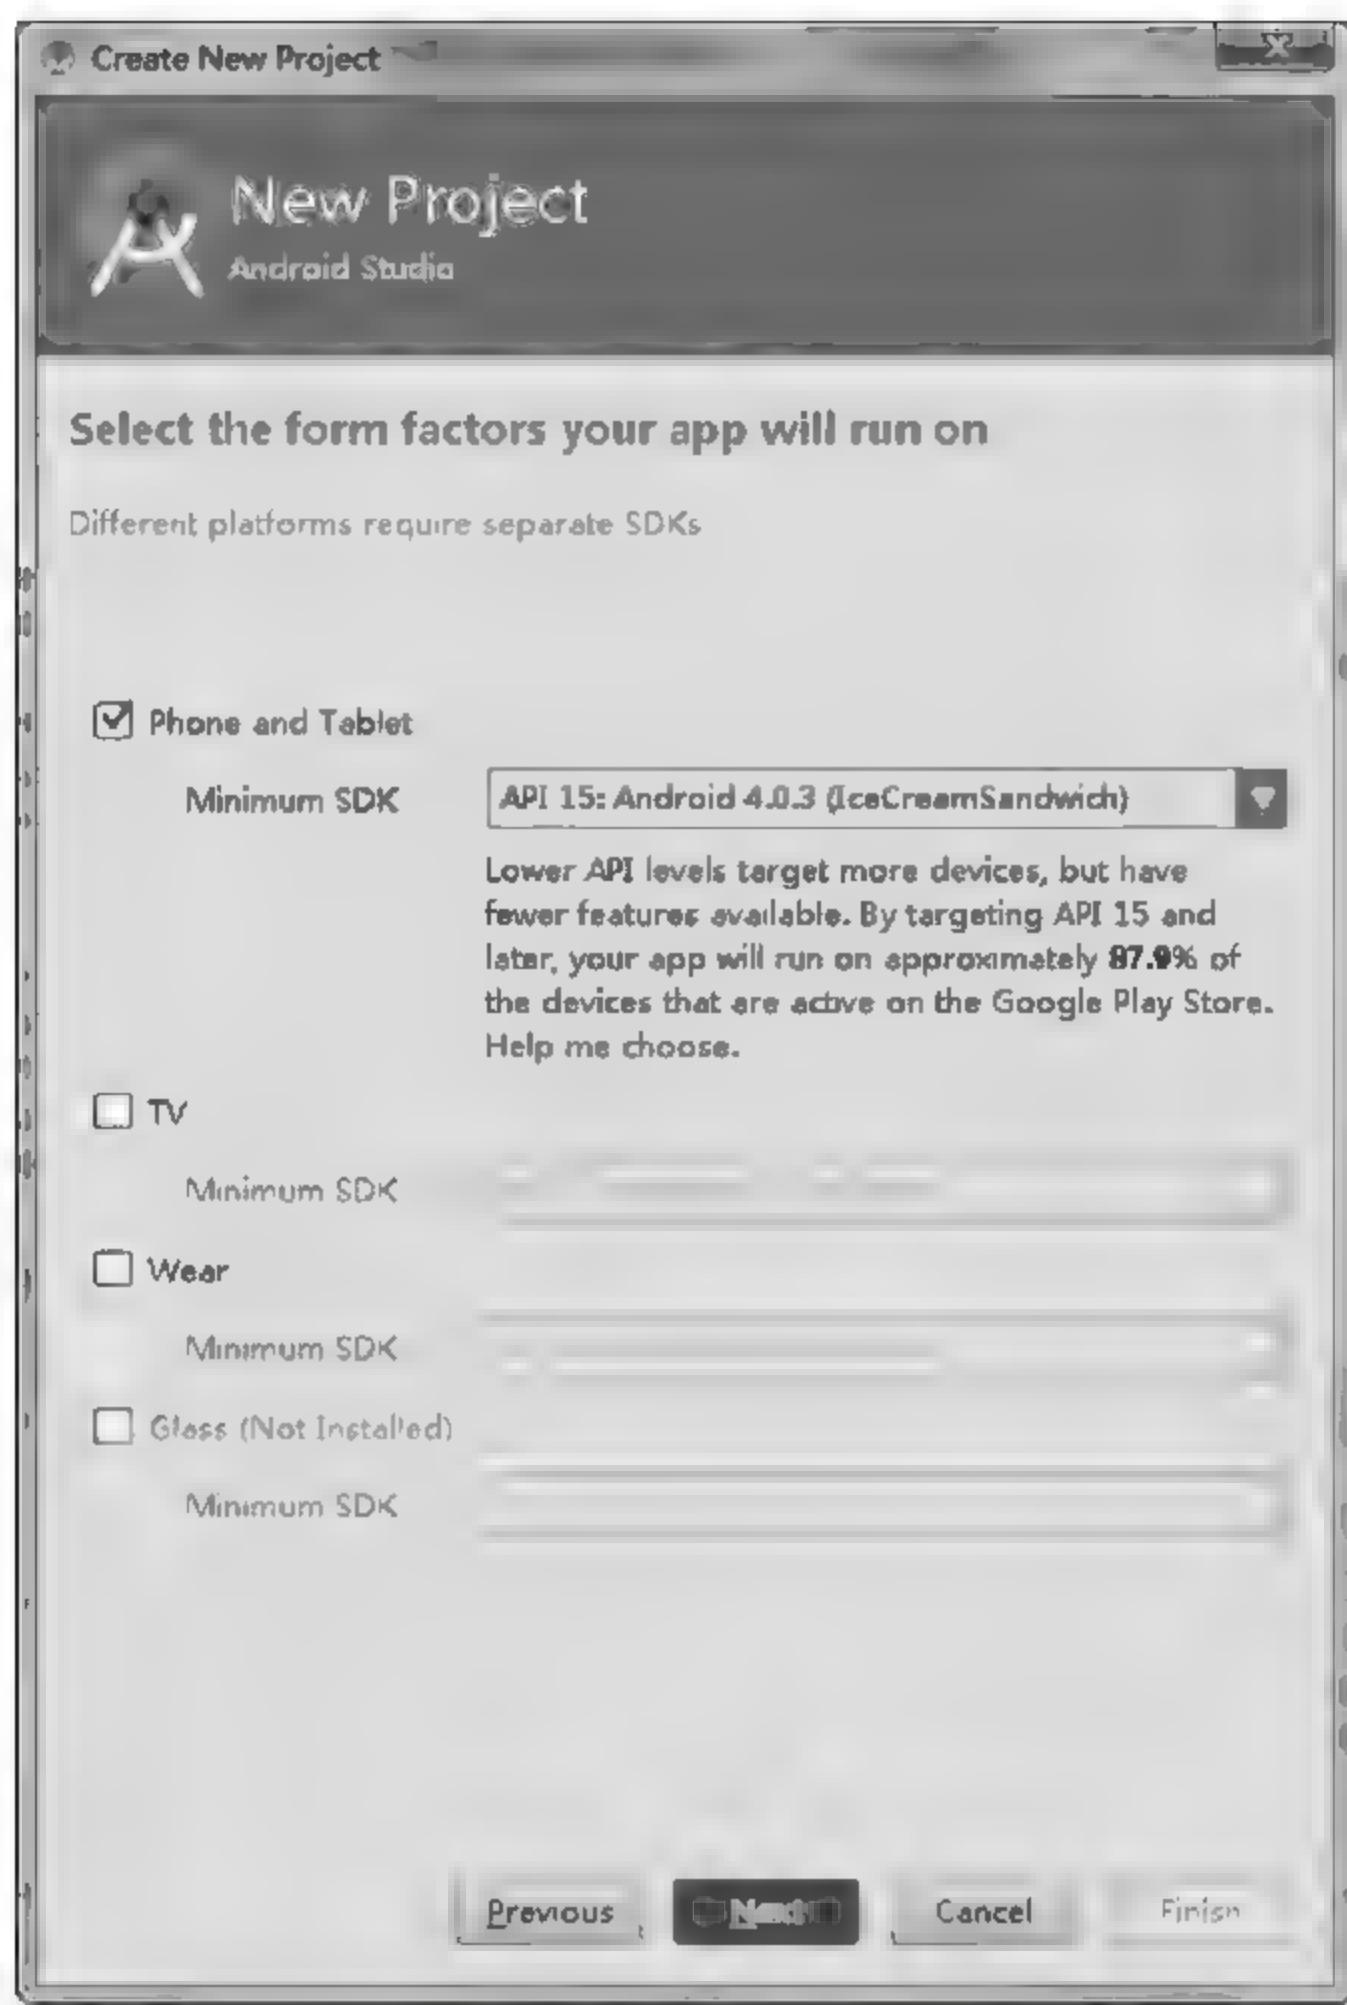 Create New Project
New Project
Android Studio
Select the form factors your app will run on
Different platforms require separate SDKs
Phone and Tablet
Minimum SDK
API 15: Android 4.0.3 (IceCreamSandwich)
Lower API levels target more devices, but have
fewer features available. By targeting API 15 and
later, your app will run on approximately 87.9% of
the devices that are active on the Google Play Store.
Help me choose.
TV
Minimum SDK
Wear
Minimum SDK
Glass (Not Installed)
Minimum SDK
Previous Next Cancel Finish